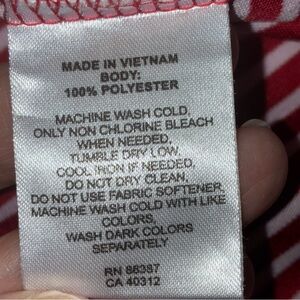 MADE IN VIETNAM
BODY:
100% POLYESTER
MACHINE WASH COLD
ONLY NON CHLORINE BLEACH
WHEN NEEDED,
TUMBLE DRY LOW,
COOL IRON IF NEEDED,
DO NOT DRY CLEAN,
DO NOT USE FABRIC SOFTENER,
MACHINE WASH COLD WITH LIKE
COLORS,
WASH DARK COLORS
SEPARATELY
RN 88387
CA 40312